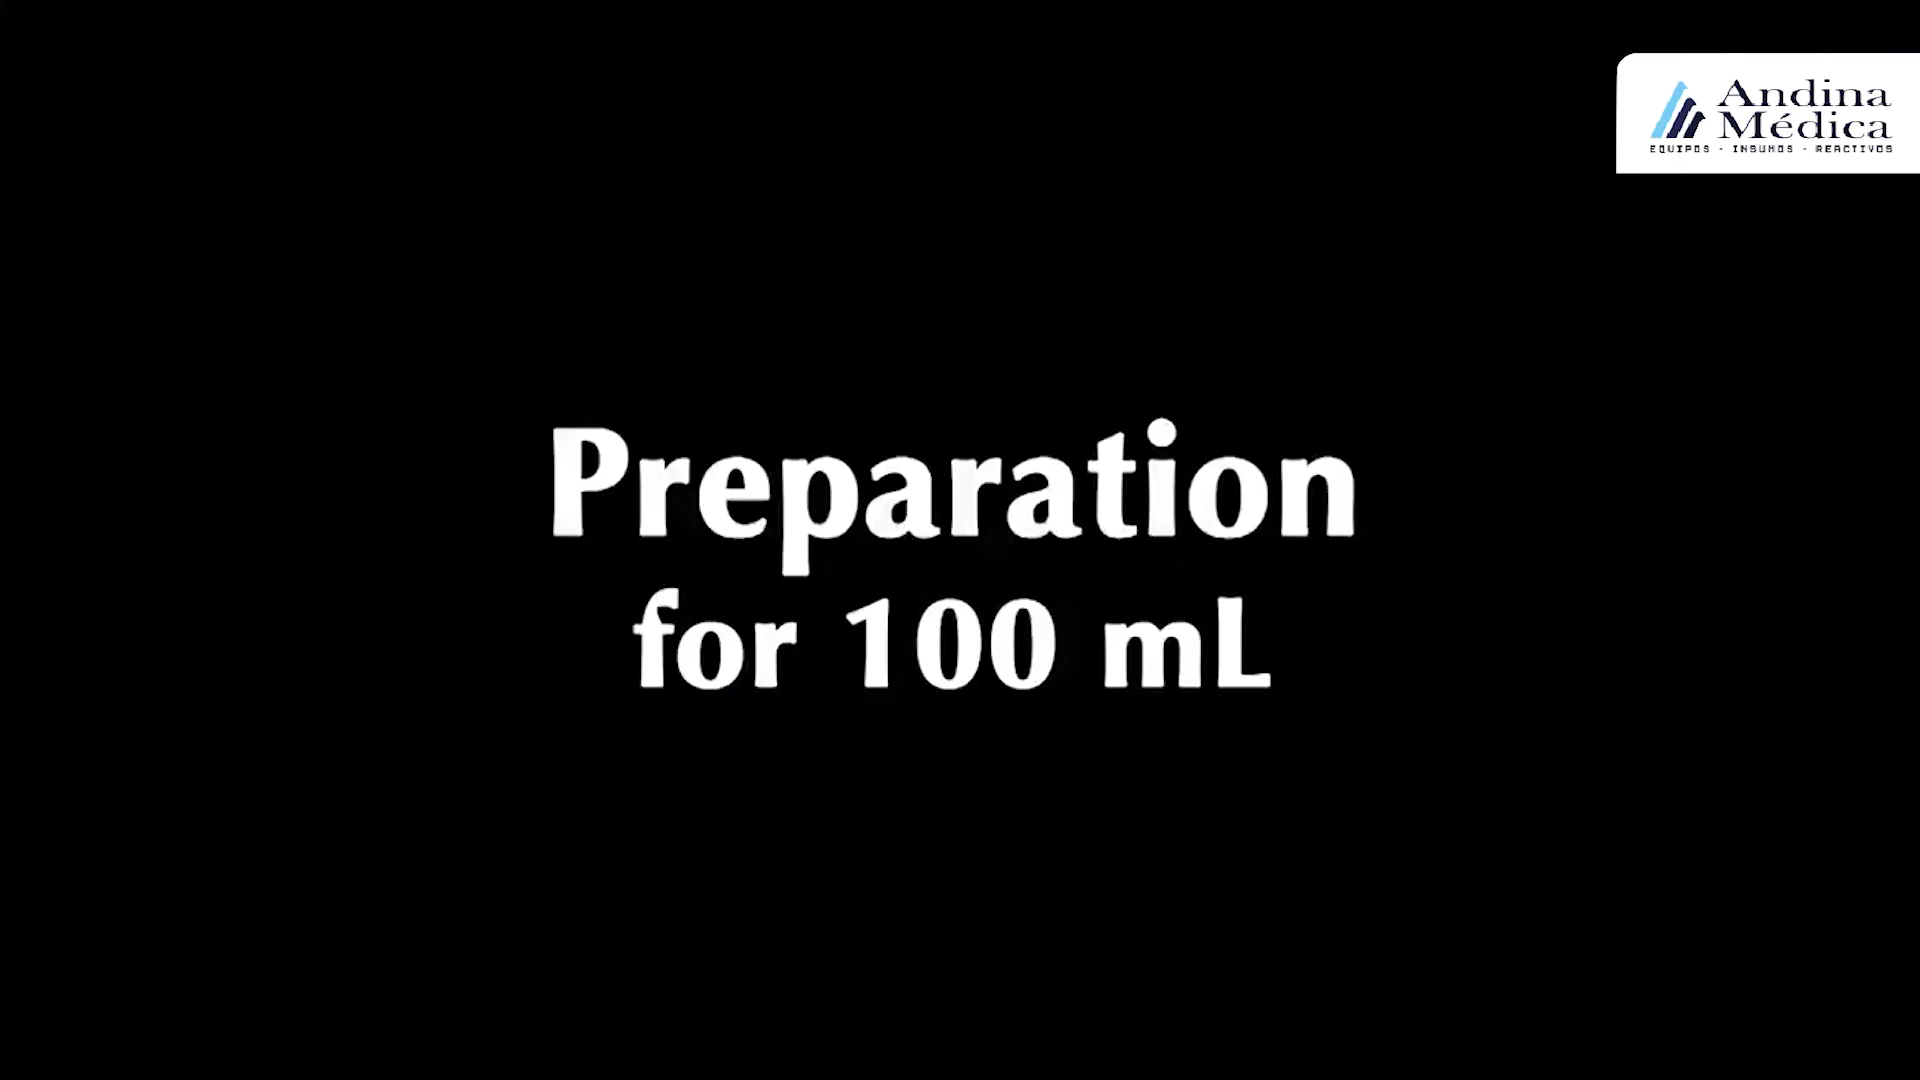 Andina
Médica
EQUIPOS - INSUMOS - REACTIVOS
Preparation
for 100 mL